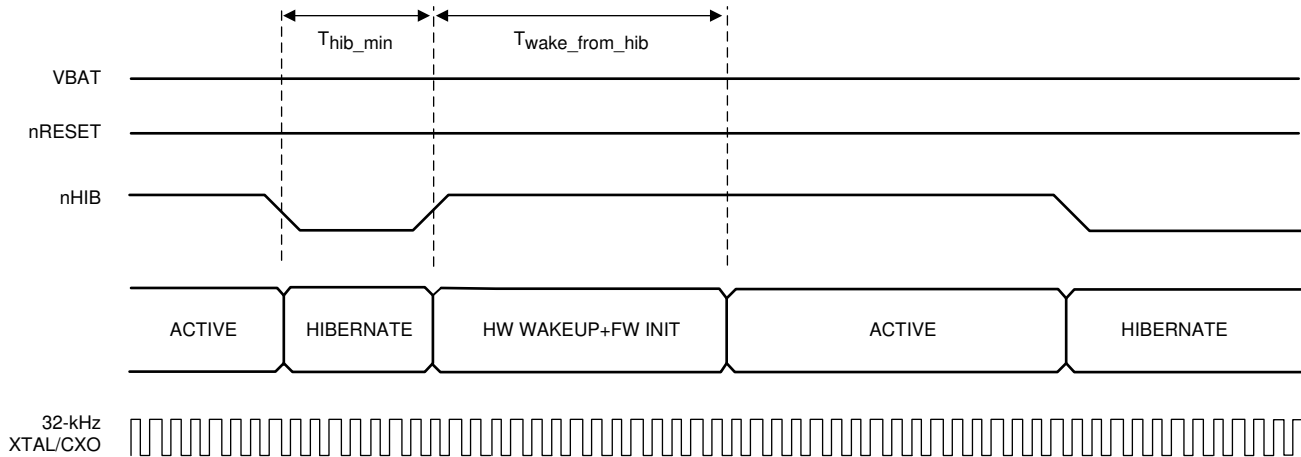 Thib_min
Twake_from_hib
VBAT
nRESET
nHIB
ACTIVE
HIBERNATE
HW WAKEUP+FW INIT
ACTIVE
HIBERNATE
32-kHz
XTAL/CXO